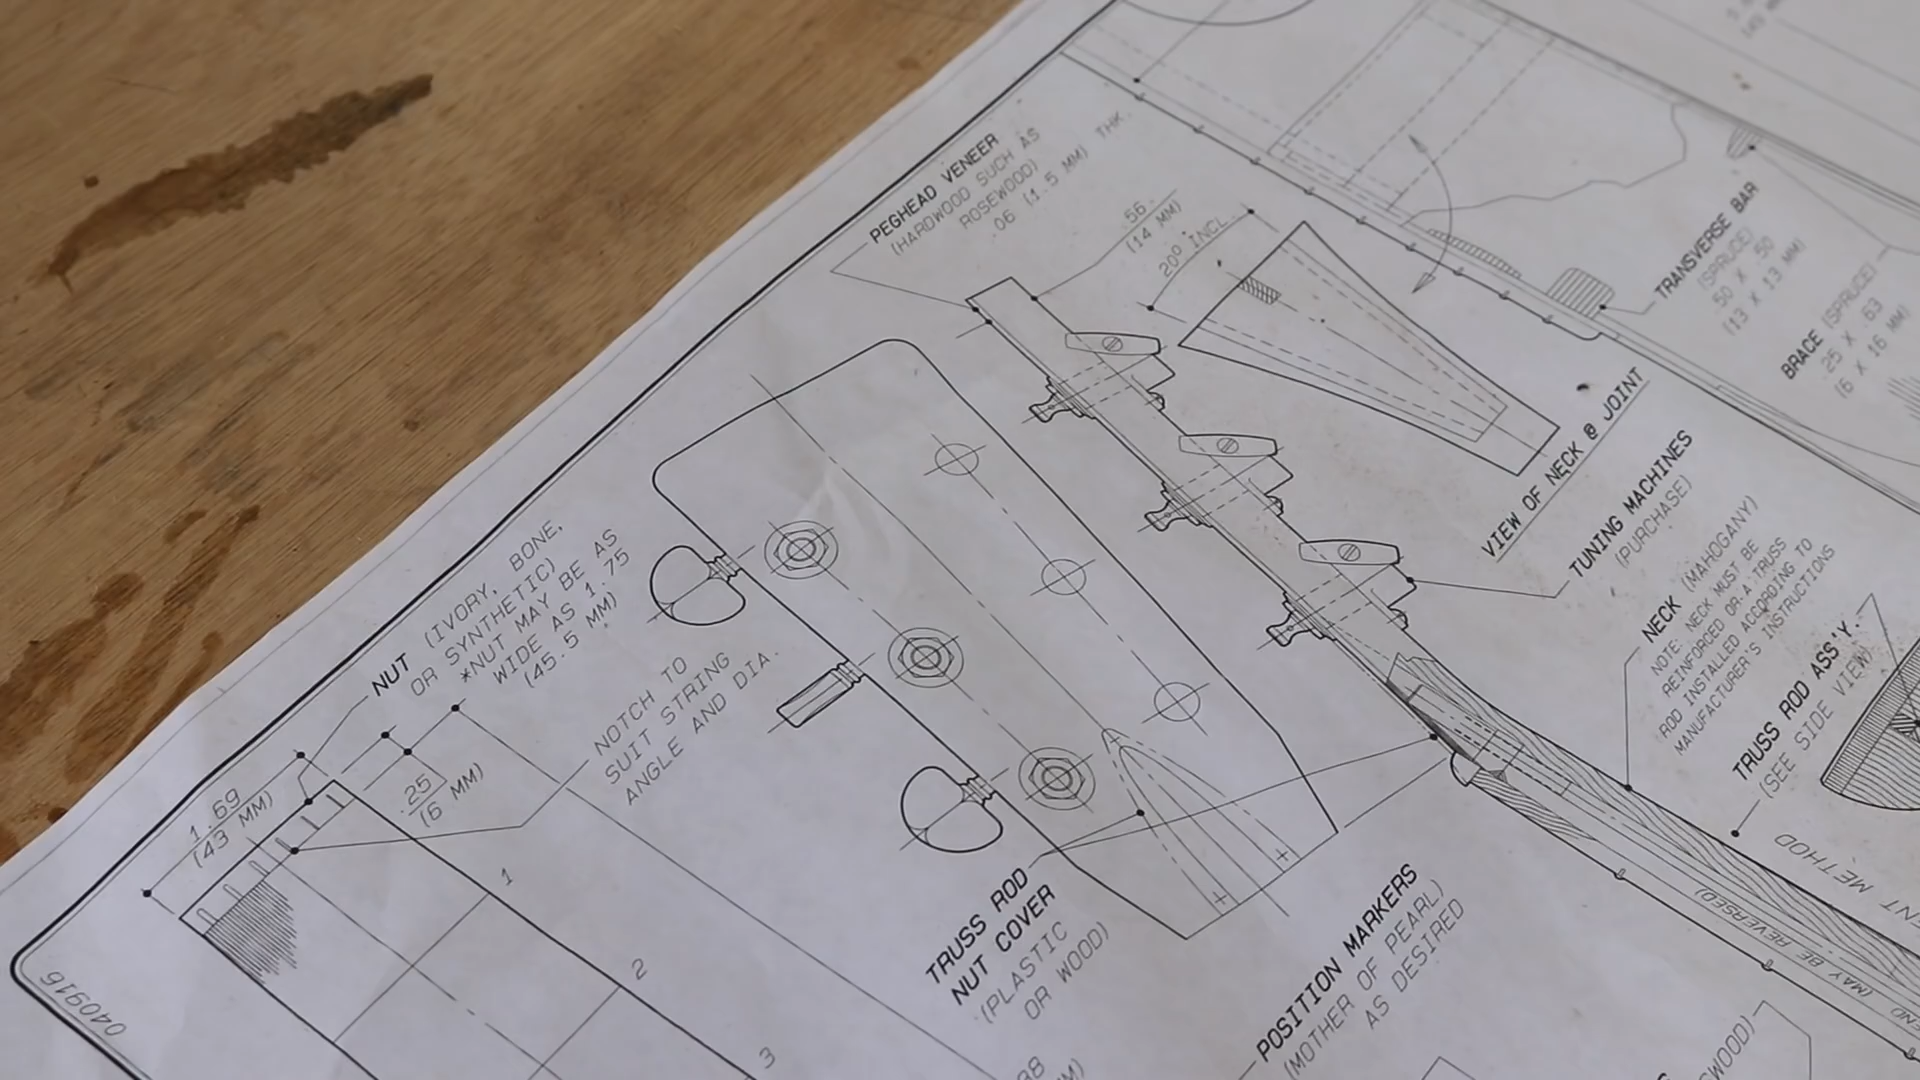 PEGHEAD VENEER
(HARDWOOD SUCH AS
ROSEWOOD)
.06 (1.5 MM) THK.
.56
(14 MM)
20° INCL.
TRANSVERSE BAR
(SPRUCE)
.50 X .50
(13 X 13 MM)
BRACE (SPRUCE)
.25 X .63
(6 X 16 MM)
VIEW OF NECK @ JOINT
TUNING MACHINES
(PURCHASE)
NECK (MAHOGANY)
NOTE: NECK MUST BE
REINFORCED OR A TRUSS
ROD INSTALLED ACCORDING TO
MANUFACTURER'S INSTRUCTIONS
TRUSS ROD ASS'Y.
(SEE SIDE VIEW)
NUT (IVORY, BONE,
OR SYNTHETIC)
*NUT MAY BE AS
WIDE AS 1.75
(45.5 MM)
NOTCH TO
SUIT STRING
ANGLE AND DIA.
1.69
(43 MM)
.25
(6 MM)
1
2
3
TRUSS ROD
NUT COVER
(PLASTIC
OR WOOD)
POSITION MARKERS
(MOTHER OF PEARL)
AS DESIRED
METHOD
(MAY BE REVERSED)
040915